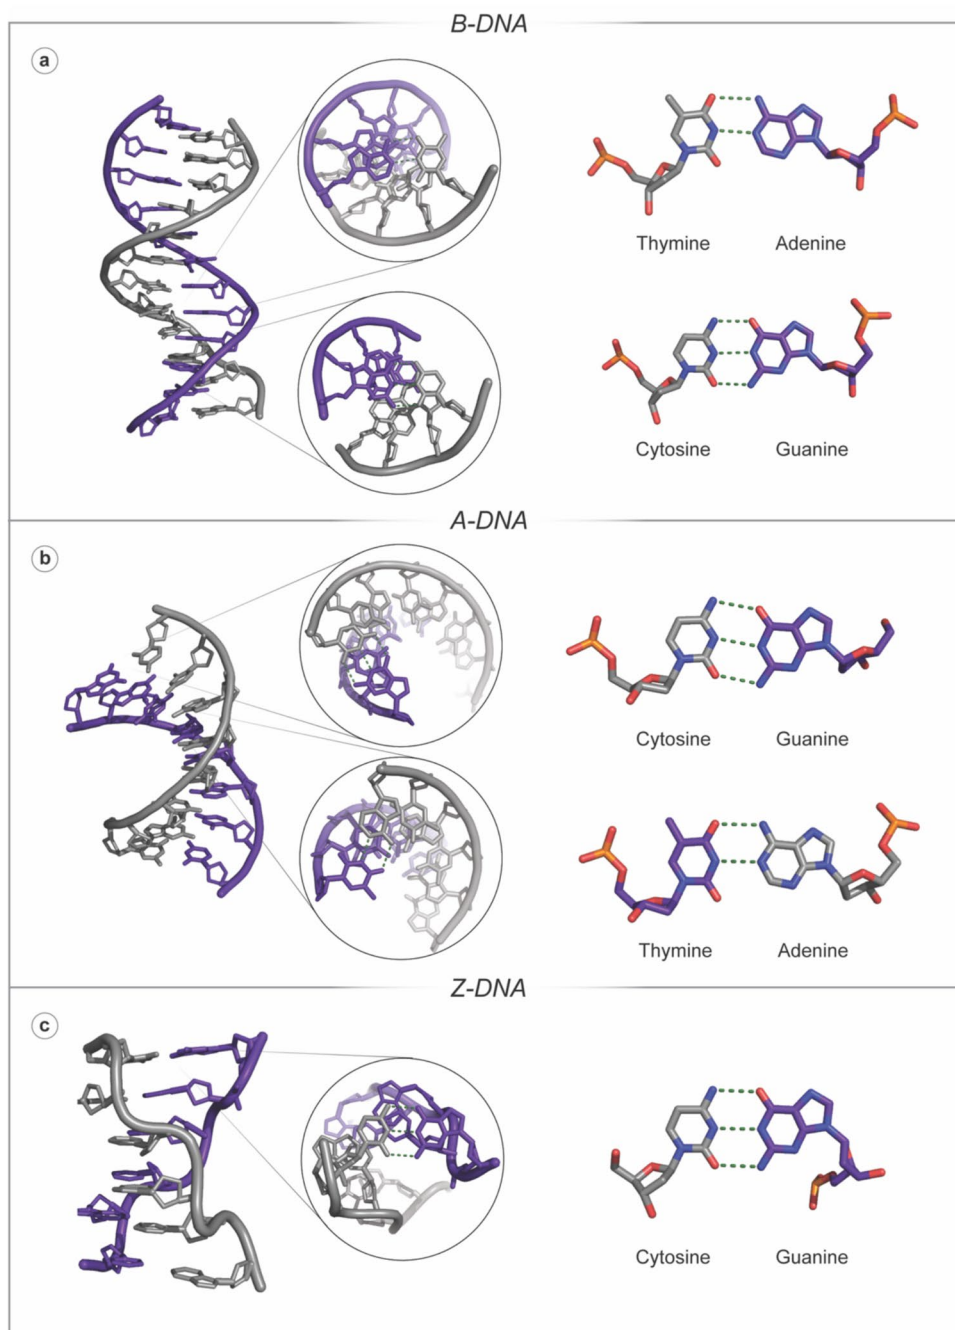 B-DNA
a
Thymine Adenine
Cytosine Guanine
A-DNA
b
Cytosine Guanine
Thymine Adenine
Z-DNA
c
Cytosine Guanine